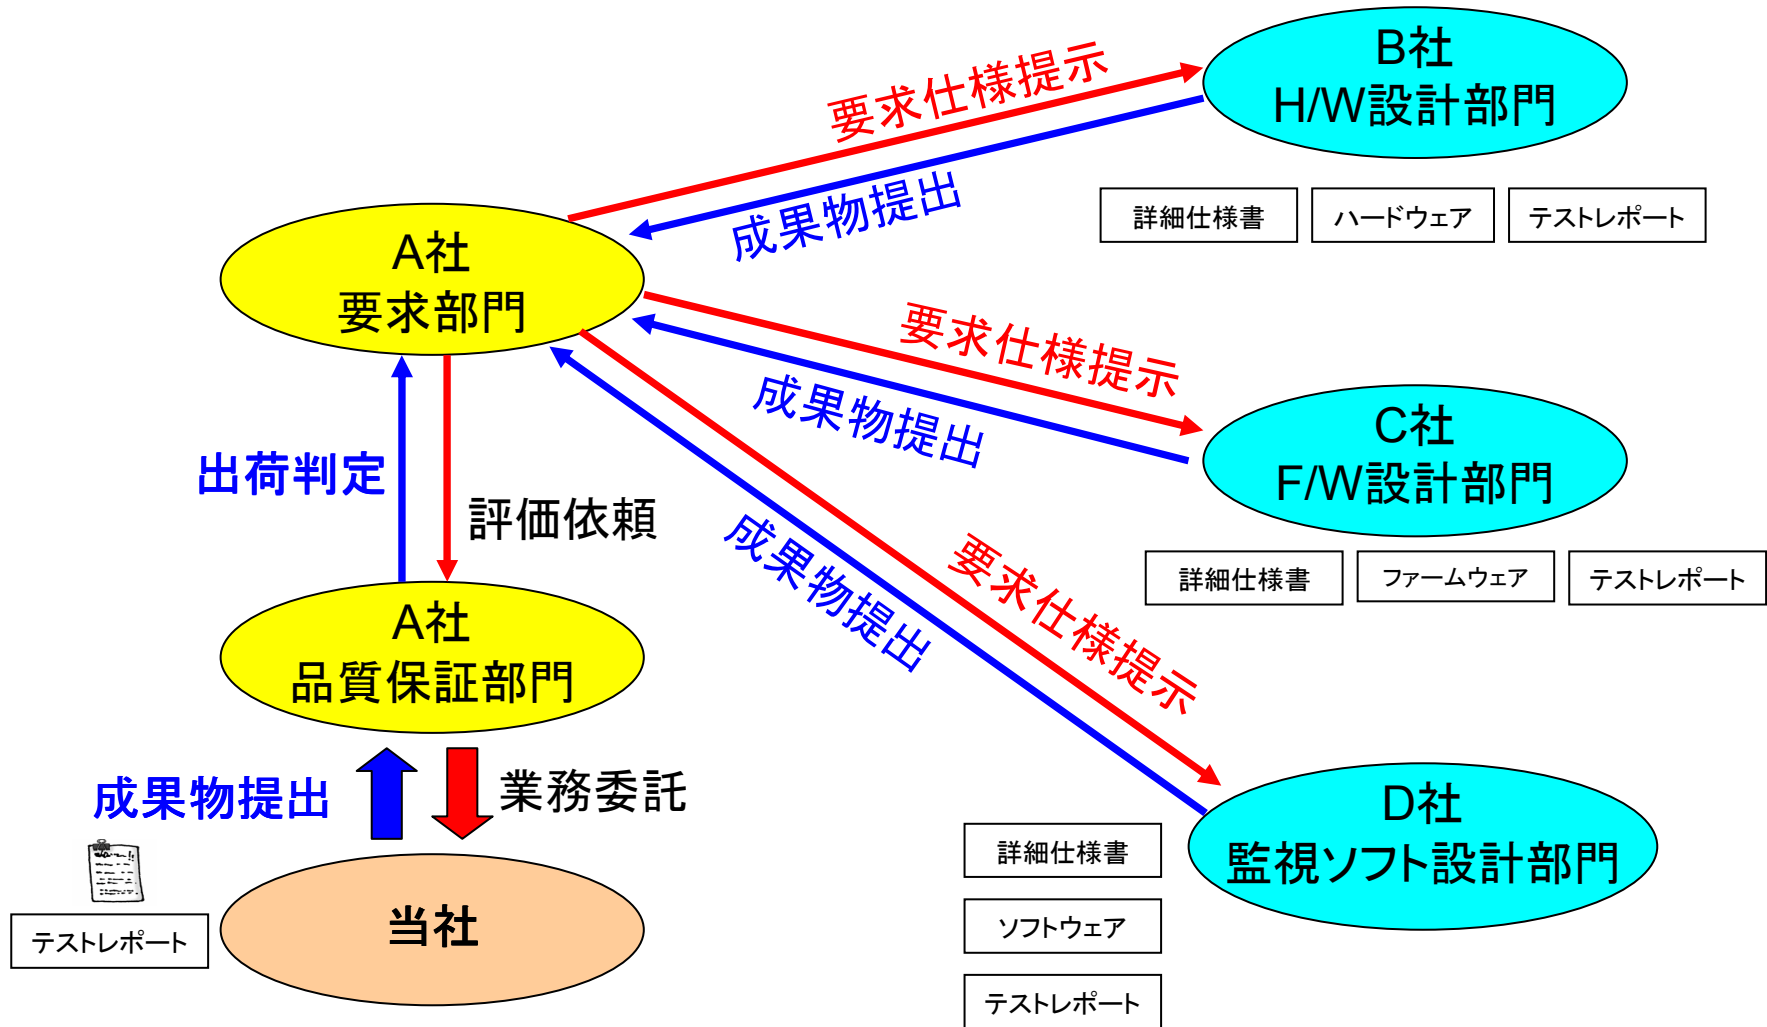 B社
H/W設計部門
要求仕様提示
成果物提出
詳細仕様書
ハードウェア
テストレポート
A社
要求部門
要求仕様提示
成果物提出
C社
F/W設計部門
出荷判定
評価依頼
詳細仕様書
ファームウェア
テストレポート
成果物提出
要求仕様提示
A社
品質保証部門
成果物提出
業務委託
D社
監視ソフト設計部門
詳細仕様書
ソフトウェア
テストレポート
当社
テストレポート